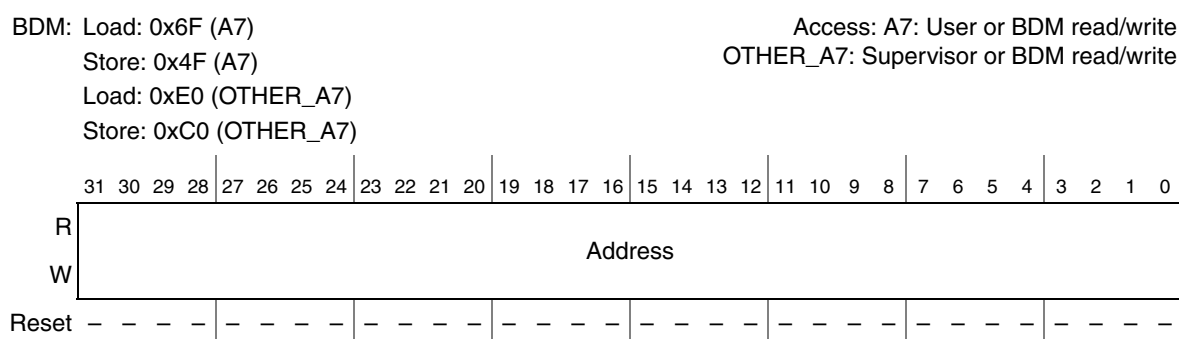 BDM: Load: 0x6F (A7)
Store: 0x4F (A7)
Load: 0xE0 (OTHER_A7)
Store: 0xC0 (OTHER_A7)
Access: A7: User or BDM read/write
OTHER_A7: Supervisor or BDM read/write
31 30 29 28 27 26 25 24 23 22 21 20 19 18 17 16 15 14 13 12 11 10 9 8 7 6 5 4 3 2 1 0
R
Address
W
Reset – – – – – – – – – – – – – – – – – – – – – – – – – – – – – – – –